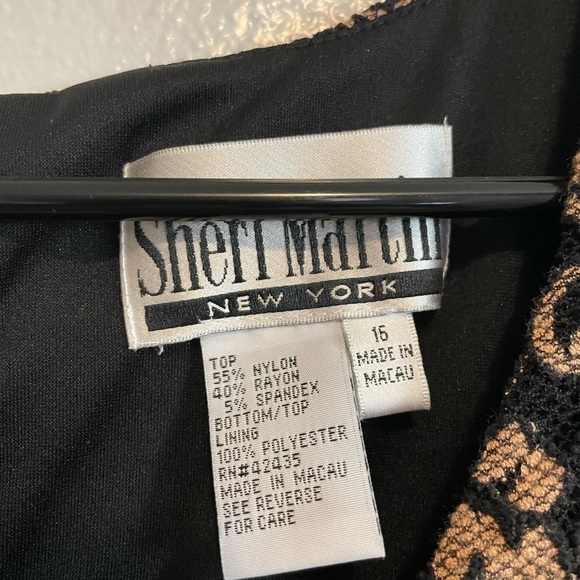 Sheri Martin
NEW YORK
16
MADE IN
MACAU
TOP
55% NYLON
40% RAYON
5% SPANDEX
BOTTOM/TOP
LINING
100% POLYESTER
RN#42435
MADE IN MACAU
SEE REVERSE
FOR CARE